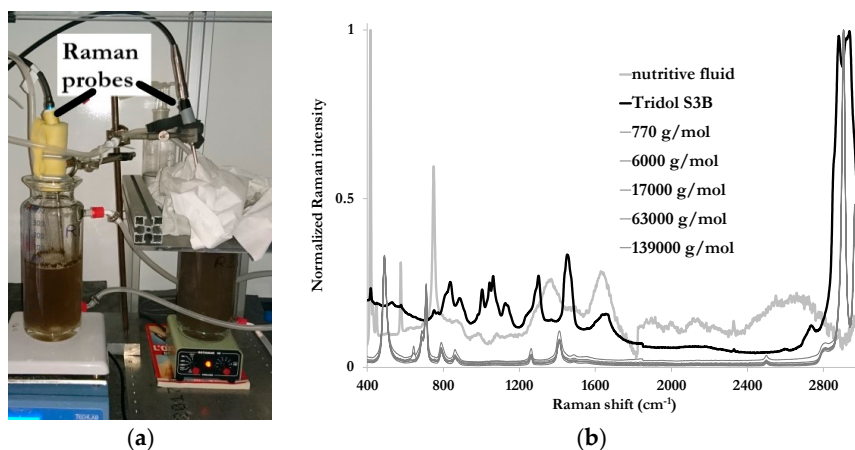 Raman
probes
TECHLAB
(a)
1
0.5
0
Normalized Raman intensity
nutritive fluid
Tridol S3B
770 g/mol
6000 g/mol
17000 g/mol
63000 g/mol
139000 g/mol
400 800 1200 1600 2000 2400 2800
Raman shift (cm⁻¹)
(b)